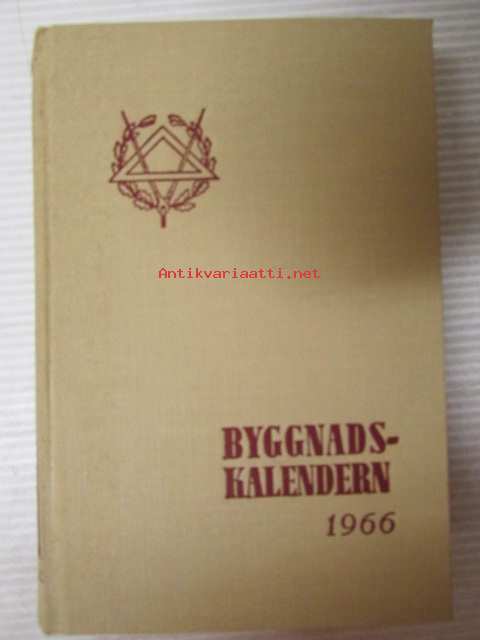 Antikvariaatti.net
BYGGNADS-
KALENDERN
1966